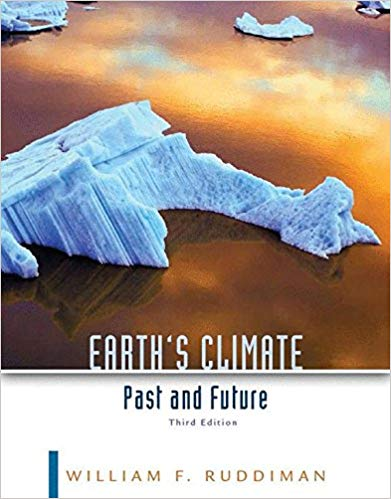 EARTH'S CLIMATE
Past and Future
Third Edition
WILLIAM F. RUDDIMAN